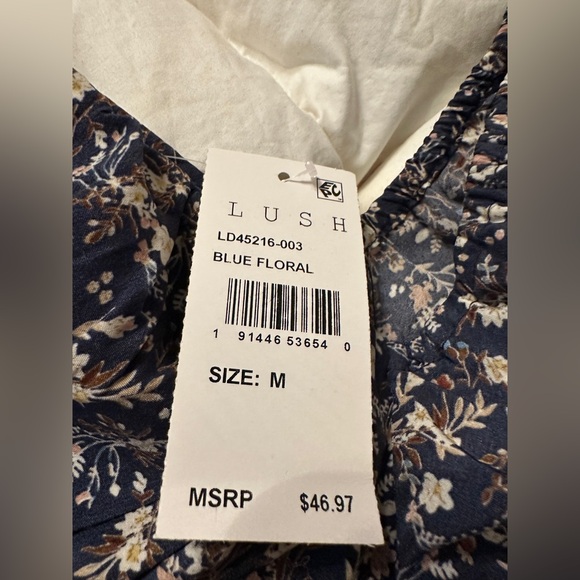 LUSH
LD45216-003
BLUE FLORAL
1 91446 53654 0
SIZE: M
MSRP $46.97